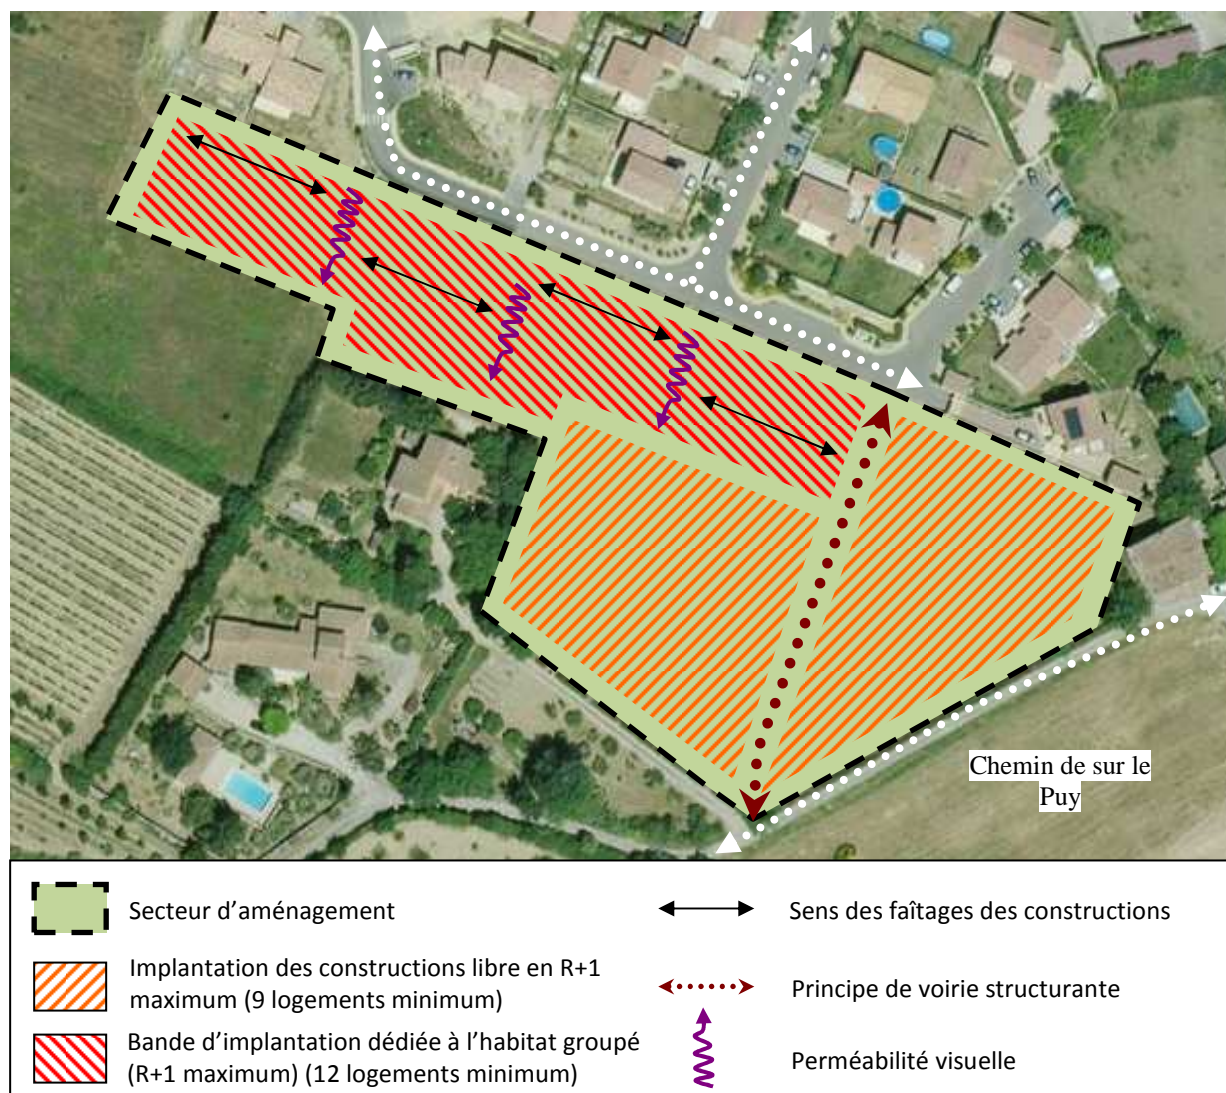 Chemin de sur le
Puy
Secteur d’aménagement
Implantation des constructions libre en R+1
maximum (9 logements minimum)
Bande d’implantation dédiée à l’habitat groupé
(R+1 maximum) (12 logements minimum)
Sens des faîtages des constructions
Principe de voirie structurante
Perméabilité visuelle